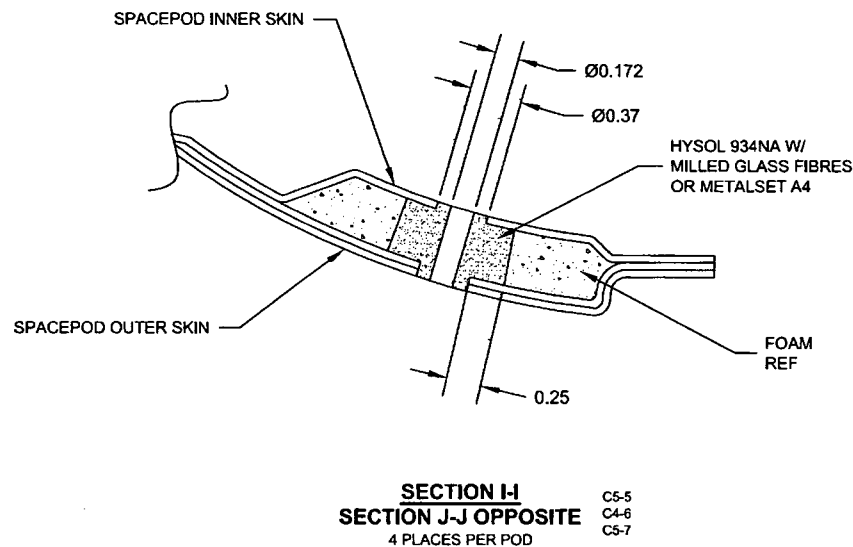 SPACEPOD INNER SKIN
Ø0.172
Ø0.37
HYSOL 934NA W/
MILLED GLASS FIBRES
OR METALSET A4
SPACEPOD OUTER SKIN
FOAM
REF
0.25
SECTION I-I
SECTION J-J OPPOSITE
4 PLACES PER POD
C5-5
C4-6
C5-7